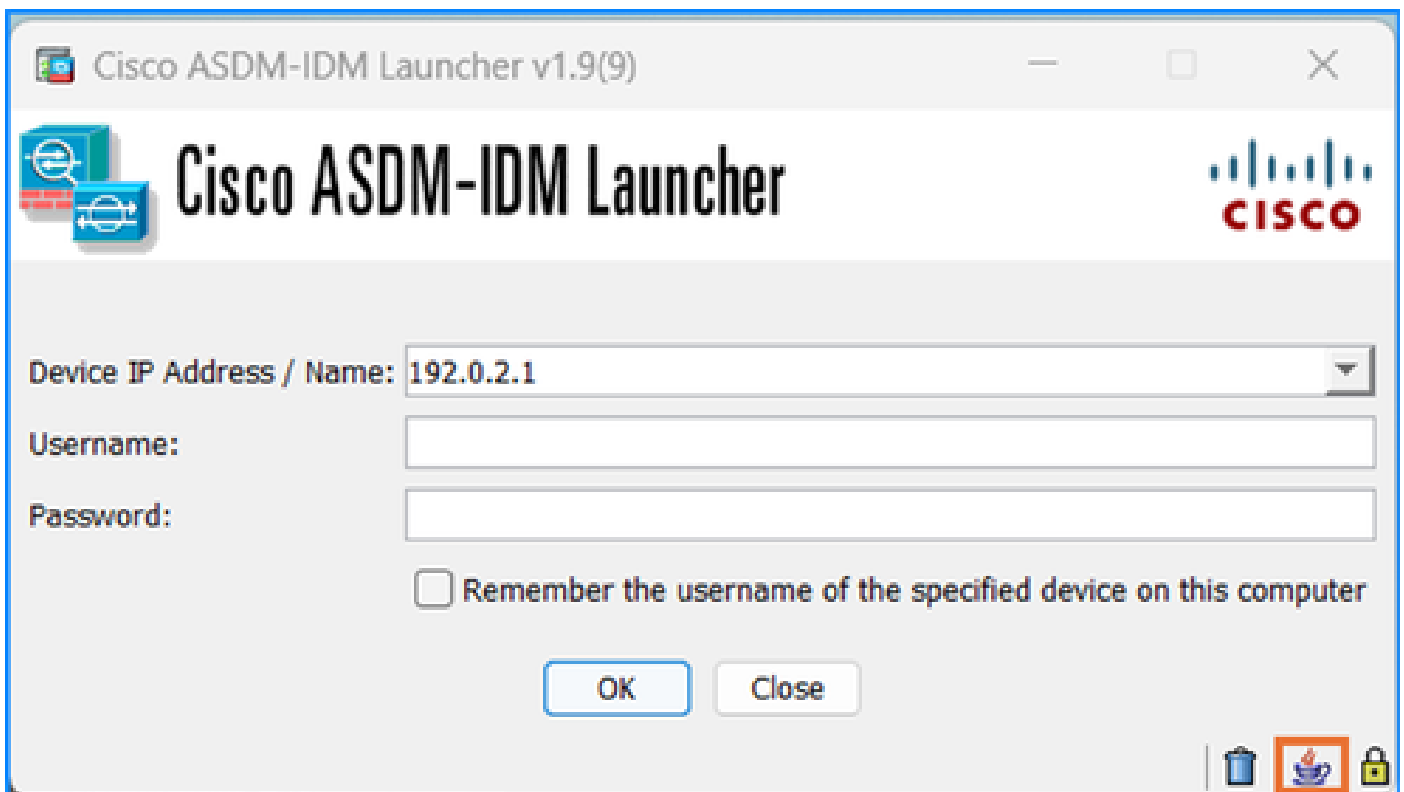 Cisco ASDM-IDM Launcher v1.9(9)
Cisco ASDM-IDM Launcher
CISCO
Device IP Address / Name: 192.0.2.1
Username:
Password:
Remember the username of the specified device on this computer
OK Close